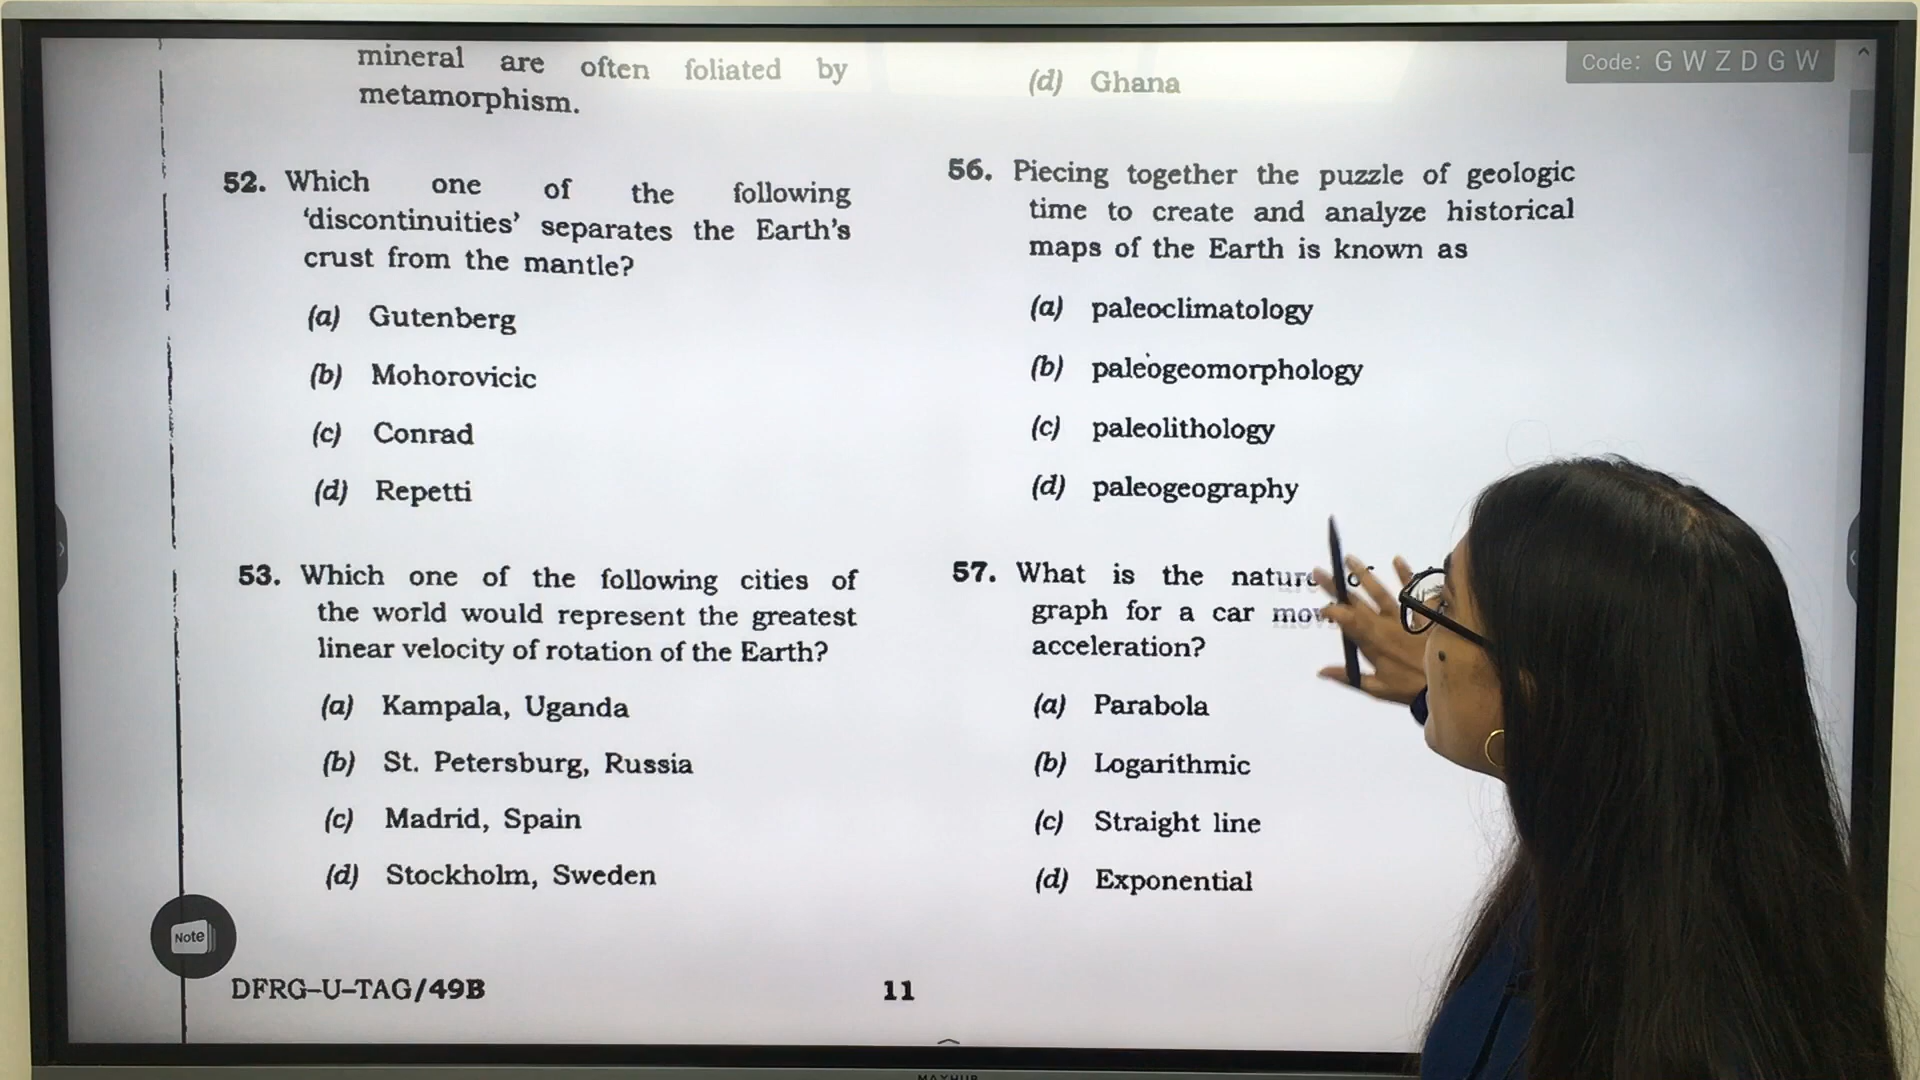 mineral are often foliated by
metamorphism.
52. Which one of the following
‘discontinuities’ separates the Earth’s
crust from the mantle?
(a) Gutenberg
(b) Mohorovicic
(c) Conrad
(d) Repetti
53. Which one of the following cities of
the world would represent the greatest
linear velocity of rotation of the Earth?
(a) Kampala, Uganda
(b) St. Petersburg, Russia
(c) Madrid, Spain
(d) Stockholm, Sweden
(d) Ghana
56. Piecing together the puzzle of geologic
time to create and analyze historical
maps of the Earth is known as
(a) paleoclimatology
(b) paleogeomorphology
(c) paleolithology
(d) paleogeography
57. What is the nature of
graph for a car
acceleration?
(a) Parabola
(b) Logarithmic
(c) Straight line
(d) Exponential
DFRG–U–TAG/49B
11
Code: G W Z D G W
Note
MAXHUB